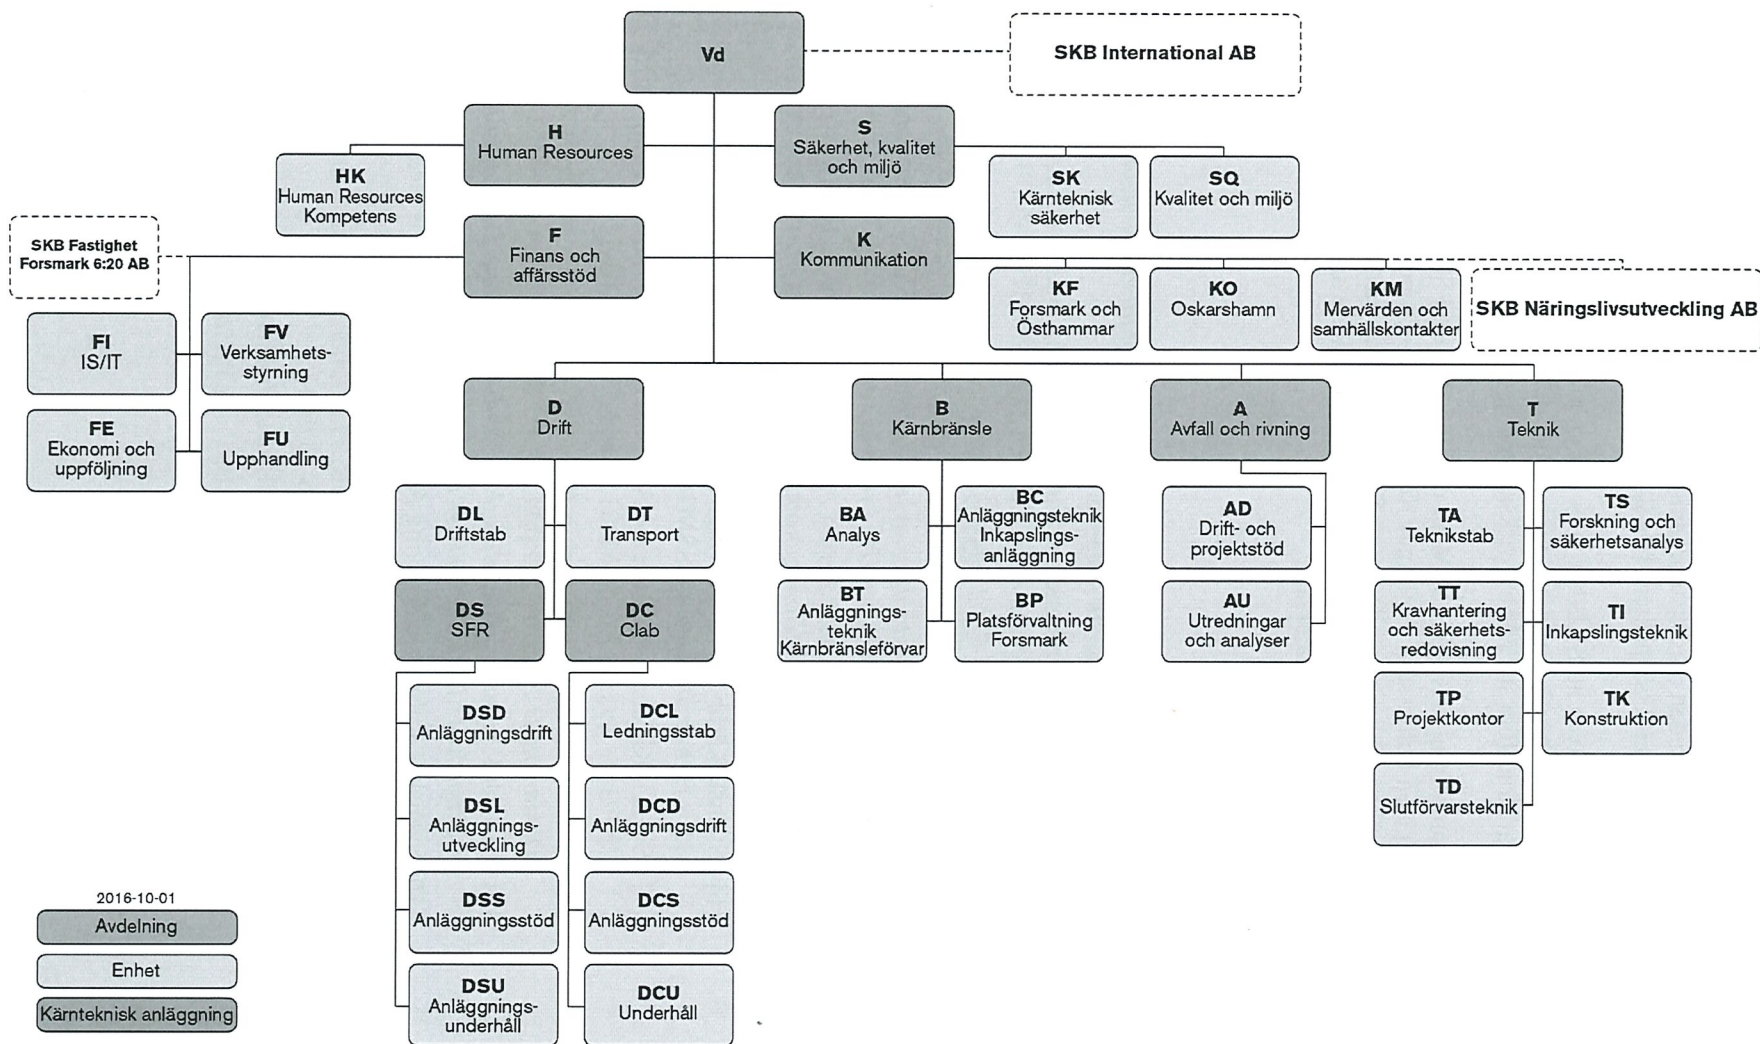 Vd
SKB International AB
H
Human Resources
S
Säkerhet, kvalitet
och miljö
HK
Human Resources
Kompetens
SK
Kärnteknisk
säkerhet
SQ
Kvalitet och miljö
SKB Fastighet
Forsmark 6:20 AB
F
Finans och
affärsstöd
K
Kommunikation
KF
Forsmark och
Östhammar
KO
Oskarshamn
KM
Mervärden och
samhällskontakter
SKB Näringslivsutveckling AB
FI
IS/IT
FV
Verksamhets-
styrning
FE
Ekonomi och
uppföljning
FU
Upphandling
D
Drift
B
Kärnbränsle
A
Avfall och rivning
T
Teknik
DL
Driftstab
DT
Transport
DS
SFR
DC
Clab
DSD
Anläggningsdrift
DCL
Ledningsstab
DSL
Anläggnings-
utveckling
DCD
Anläggningsdrift
DSS
Anläggningsstöd
DCS
Anläggningsstöd
DSU
Anläggnings-
underhåll
DCU
Underhåll
BA
Analys
BC
Anläggningsteknik
Inkapslings-
anläggning
BT
Anläggnings-
teknik
Kärnbränsleförvar
BP
Platsförvaltning
Forsmark
AD
Drift- och
projektstöd
AU
Utredningar
och analyser
TA
Teknikstab
TS
Forskning och
säkerhetsanalys
TT
Kravhantering
och säkerhets-
redovisning
TI
Inkapslingsteknik
TP
Projektkontor
TK
Konstruktion
TD
Slutförvarsteknik
2016-10-01
Avdelning
Enhet
Kärnteknisk anläggning